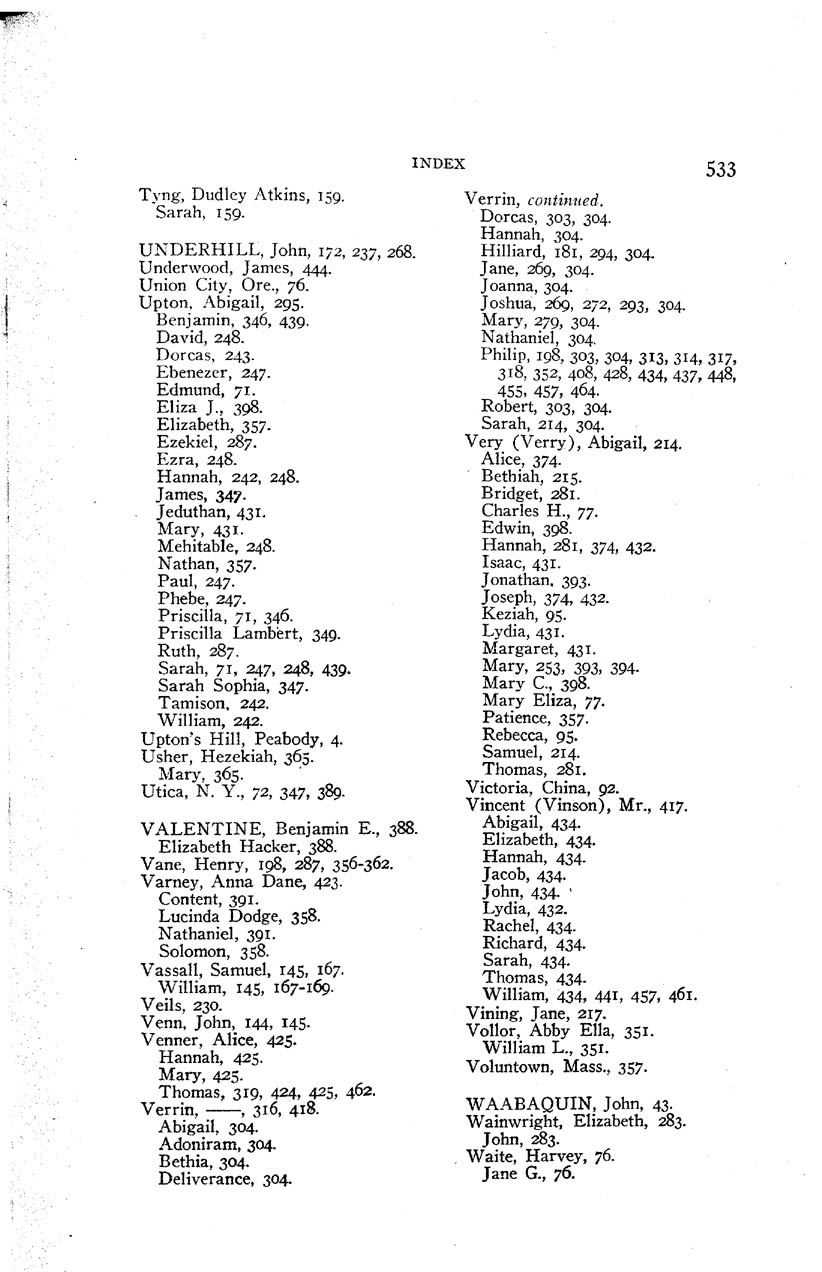 INDEX
533
Tyng, Dudley Atkins, 159.
Sarah, 159.
UNDERHILL, John, 172, 237, 268.
Underwood, James, 444.
Union City, Ore., 76.
Upton, Abigail, 295.
Benjamin, 346, 439.
David, 248.
Dorcas, 243.
Ebenezer, 247.
Edmund, 71.
Eliza J., 398.
Elizabeth, 357.
Ezekiel, 287.
Ezra, 248.
Hannah, 242, 248.
James, 347.
Jeduthan, 431.
Mary, 431.
Mehitable, 248.
Nathan, 357.
Paul, 247.
Phebe, 247.
Priscilla, 71, 346.
Priscilla Lambert, 349.
Ruth, 287.
Sarah, 71, 247, 248, 439.
Sarah Sophia, 347.
Tamison, 242.
William, 242.
Upton's Hill, Peabody, 4.
Usher, Hezekiah, 365.
Mary, 365.
Utica, N. Y., 72, 347, 389.
VALENTINE, Benjamin E., 388.
Elizabeth Hacker, 388.
Vane, Henry, 198, 287, 356-362.
Varney, Anna Dane, 423.
Content, 391.
Lucinda Dodge, 358.
Nathaniel, 391.
Solomon, 358.
Vassall, Samuel, 145, 167.
William, 145, 167-169.
Veils, 230.
Venn, John, 144, 145.
Venner, Alice, 425.
Hannah, 425.
Mary, 425.
Thomas, 319, 424, 425, 462.
Verrin, ——, 316, 418.
Abigail, 304.
Adoniram, 304.
Bethia, 304.
Deliverance, 304.
Verrin, continued.
Dorcas, 303, 304.
Hannah, 304.
Hilliard, 181, 294, 304.
Jane, 269, 304.
Joanna, 304.
Joshua, 269, 272, 293, 304.
Mary, 279, 304.
Nathaniel, 304.
Philip, 198, 303, 304, 313, 314, 317,
318, 352, 408, 428, 434, 437, 448,
455, 457, 464.
Robert, 303, 304.
Sarah, 214, 304.
Very (Verry), Abigail, 214.
Alice, 374.
Bethiah, 215.
Bridget, 281.
Charles H., 77.
Edwin, 398.
Hannah, 281, 374, 432.
Isaac, 431.
Jonathan, 393.
Joseph, 374, 432.
Keziah, 95.
Lydia, 431.
Margaret, 431.
Mary, 253, 393, 394.
Mary C., 398.
Mary Eliza, 77.
Patience, 357.
Rebecca, 95.
Samuel, 214.
Thomas, 281.
Victoria, China, 92.
Vincent (Vinson), Mr., 417.
Abigail, 434.
Elizabeth, 434.
Hannah, 434.
Jacob, 434.
John, 434.
Lydia, 432.
Rachel, 434.
Richard, 434.
Sarah, 434.
Thomas, 434.
William, 434, 441, 457, 461.
Vining, Jane, 217.
Vollor, Abby Ella, 351.
William L., 351.
Voluntown, Mass., 357.
WAABAQUIN, John, 43.
Wainwright, Elizabeth, 283.
John, 283.
Waite, Harvey, 76.
Jane G., 76.